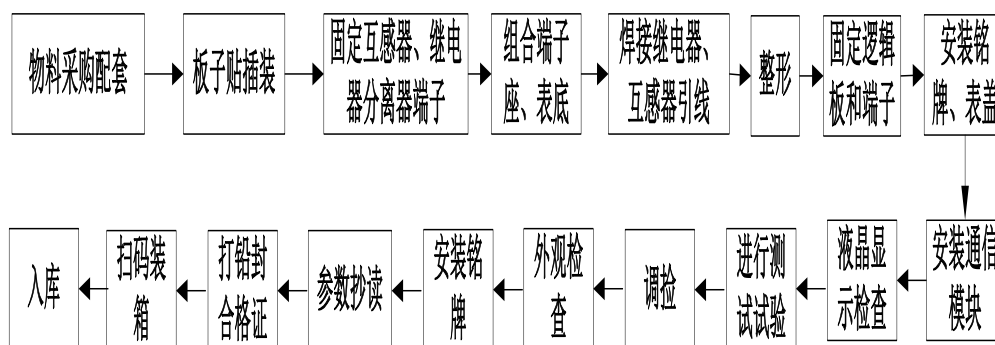 物料采购配套
板子贴插装
固定互感器、继电
器分离器端子
组合端子
座、表底
焊接继电器、
互感器引线
整形
固定逻辑
板和端子
安装铭
牌、表盖
安装通信
模块
液晶显
示检查
进行测
试试验
调检
外观检
查
安装铭
牌
参数抄读
打铅封
合格证
扫码装
箱
入库